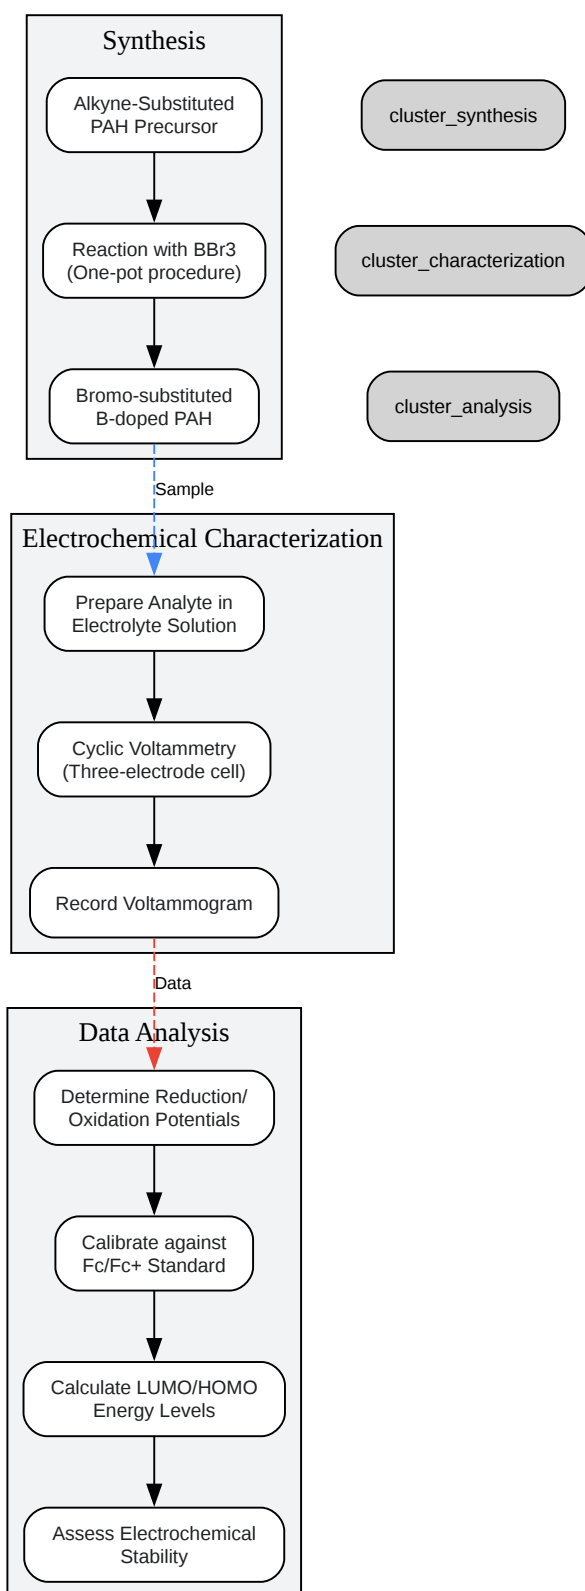 Synthesis
Alkyne-Substituted
PAH Precursor
cluster_synthesis
Reaction with BBr3
(One-pot procedure)
cluster_characterization
Bromo-substituted
B-doped PAH
cluster_analysis
Sample
Electrochemical Characterization
Prepare Analyte in
Electrolyte Solution
Cyclic Voltammetry
(Three-electrode cell)
Record Voltammogram
Data
Data Analysis
Determine Reduction/
Oxidation Potentials
Calibrate against
Fc/Fc+ Standard
Calculate LUMO/HOMO
Energy Levels
Assess Electrochemical
Stability